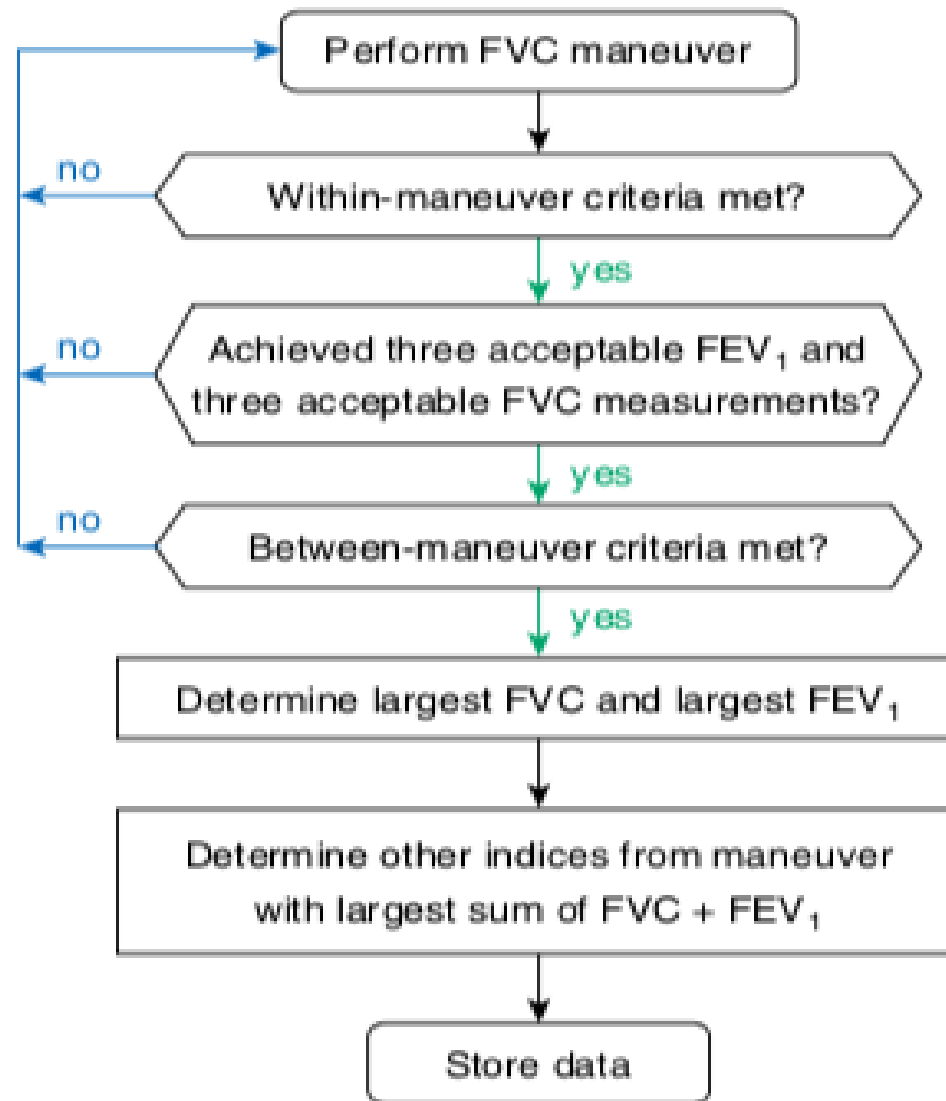 Perform FVC maneuver
no
Within-maneuver criteria met?
yes
no
Achieved three acceptable FEV₁ and
three acceptable FVC measurements?
yes
no
Between-maneuver criteria met?
yes
Determine largest FVC and largest FEV₁
Determine other indices from maneuver
with largest sum of FVC + FEV₁
Store data